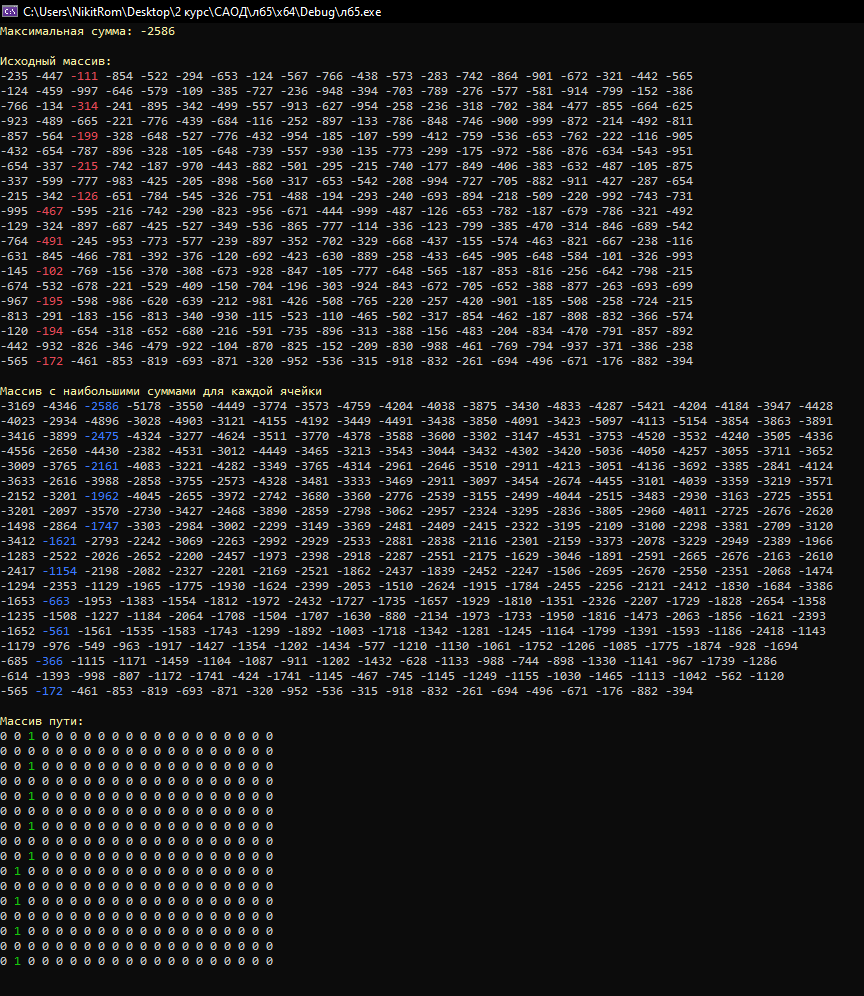 C:\Users\NikitRom\Desktop\2 курс\САОД\лб5\x64\Debug\лб5.exe
Максимальная сумма: -2586
Исходный массив:
-235 -447 -111 -854 -522 -294 -653 -124 -567 -766 -438 -573 -283 -742 -864 -901 -672 -321 -442 -565
-124 -459 -997 -646 -579 -109 -385 -727 -236 -948 -394 -703 -789 -276 -577 -581 -914 -799 -152 -386
-766 -134 -314 -241 -895 -342 -499 -557 -913 -627 -954 -258 -236 -318 -702 -384 -477 -855 -664 -625
-923 -489 -665 -221 -776 -439 -684 -116 -252 -897 -133 -786 -848 -746 -900 -999 -872 -214 -492 -811
-857 -564 -199 -328 -648 -527 -776 -432 -954 -185 -107 -599 -412 -759 -536 -653 -762 -222 -116 -905
-432 -654 -787 -896 -328 -105 -648 -739 -557 -930 -135 -773 -299 -175 -972 -586 -876 -634 -543 -951
-654 -337 -215 -742 -187 -970 -443 -882 -501 -295 -215 -740 -177 -849 -406 -383 -632 -487 -105 -875
-337 -599 -777 -983 -425 -205 -898 -560 -317 -653 -542 -208 -994 -727 -705 -882 -911 -427 -287 -654
-215 -342 -126 -651 -784 -545 -326 -751 -488 -194 -293 -240 -693 -894 -218 -509 -220 -992 -743 -731
-995 -467 -595 -216 -742 -290 -823 -956 -671 -444 -999 -487 -126 -653 -782 -187 -679 -786 -321 -492
-129 -324 -897 -687 -425 -527 -349 -536 -865 -777 -114 -336 -123 -799 -385 -470 -314 -846 -689 -542
-764 -491 -245 -953 -773 -577 -239 -897 -352 -702 -329 -668 -437 -155 -574 -463 -821 -667 -238 -116
-631 -845 -466 -781 -392 -376 -120 -692 -423 -630 -889 -258 -433 -645 -905 -648 -584 -101 -326 -993
-145 -102 -769 -156 -370 -308 -673 -928 -847 -105 -777 -648 -565 -187 -853 -816 -256 -642 -798 -215
-674 -532 -678 -221 -529 -409 -150 -704 -196 -303 -924 -843 -672 -705 -652 -388 -877 -263 -693 -699
-967 -195 -598 -986 -620 -639 -212 -981 -426 -508 -765 -220 -257 -420 -901 -185 -508 -258 -724 -215
-813 -291 -183 -156 -813 -340 -930 -115 -523 -110 -465 -502 -317 -854 -462 -187 -808 -832 -366 -574
-120 -194 -654 -318 -652 -680 -216 -591 -735 -896 -313 -388 -156 -483 -204 -834 -470 -791 -857 -892
-442 -932 -826 -346 -479 -922 -104 -870 -825 -152 -209 -830 -988 -461 -769 -794 -937 -371 -386 -238
-565 -172 -461 -853 -819 -693 -871 -320 -952 -536 -315 -918 -832 -261 -694 -496 -671 -176 -882 -394
Массив с наибольшими суммами для каждой ячейки
-3169 -4346 -2586 -5178 -3550 -4449 -3774 -3573 -4759 -4204 -4038 -3875 -3430 -4833 -4287 -5421 -4204 -4184 -3947 -4428
-4023 -2934 -4896 -3028 -4903 -3121 -4155 -4192 -3449 -4491 -3438 -3850 -4091 -3423 -5097 -4113 -5154 -3854 -3863 -3891
-3416 -3899 -2475 -4324 -3277 -4624 -3511 -3770 -4378 -3588 -3600 -3302 -3147 -4531 -3753 -4520 -3532 -4240 -3505 -4336
-4556 -2650 -4430 -2382 -4531 -3012 -4449 -3465 -3213 -3543 -3044 -3432 -4302 -3420 -5036 -4050 -4257 -3055 -3711 -3652
-3009 -3765 -2161 -4083 -3221 -4282 -3349 -3765 -4314 -2961 -2646 -3510 -2911 -4213 -3051 -4136 -3692 -3385 -2841 -4124
-3633 -2616 -3988 -2858 -3755 -2573 -4328 -3481 -3333 -3469 -2911 -3097 -3454 -2674 -4455 -3101 -4039 -3359 -3219 -3571
-2152 -3201 -1962 -4045 -2655 -3972 -2742 -3680 -3360 -2776 -2539 -3155 -2499 -4044 -2515 -3483 -2930 -3163 -2725 -3551
-3201 -2097 -3570 -2730 -3427 -2468 -3890 -2859 -2798 -3062 -2957 -2324 -3295 -2836 -3805 -2960 -4011 -2725 -2676 -2620
-1498 -2864 -1747 -3303 -2984 -3002 -2299 -3149 -3369 -2481 -2409 -2415 -2322 -3195 -2109 -3100 -2298 -3381 -2709 -3120
-3412 -1621 -2793 -2242 -3069 -2263 -2992 -2929 -2533 -2881 -2838 -2116 -2301 -2159 -3373 -2078 -3229 -2949 -2389 -1966
-1283 -2522 -2026 -2652 -2200 -2457 -1973 -2398 -2918 -2287 -2551 -2175 -1629 -3046 -1891 -2591 -2665 -2676 -2163 -2610
-2417 -1154 -2198 -2082 -2327 -2201 -2169 -2521 -1862 -2437 -1839 -2452 -2247 -1506 -2695 -2670 -2550 -2351 -2068 -1474
-1294 -2353 -1129 -1965 -1775 -1930 -1624 -2399 -2053 -1510 -2624 -1915 -1784 -2455 -2256 -2121 -2412 -1830 -1684 -3386
-1653 -663 -1953 -1383 -1554 -1812 -1972 -2432 -1727 -1735 -1657 -1929 -1810 -1351 -2326 -2207 -1729 -1828 -2654 -1358
-1235 -1508 -1227 -1184 -2064 -1708 -1504 -1707 -1630 -880 -2134 -1973 -1733 -1950 -1816 -1473 -2063 -1856 -1621 -2393
-1652 -561 -1561 -1535 -1583 -1743 -1299 -1892 -1003 -1718 -1342 -1281 -1245 -1164 -1799 -1391 -1593 -1186 -2418 -1143
-1179 -976 -549 -963 -1917 -1427 -1354 -1202 -1434 -577 -1210 -1130 -1061 -1752 -1206 -1085 -1775 -1874 -928 -1694
-685 -366 -1115 -1171 -1459 -1104 -1087 -911 -1202 -1432 -628 -1133 -988 -744 -898 -1330 -1141 -967 -1739 -1286
-614 -1393 -998 -807 -1172 -1741 -424 -1741 -1145 -467 -745 -1145 -1249 -1155 -1030 -1465 -1113 -1042 -562 -1120
-565 -172 -461 -853 -819 -693 -871 -320 -952 -536 -315 -918 -832 -261 -694 -496 -671 -176 -882 -394
Массив пути:
0 0 1 0 0 0 0 0 0 0 0 0 0 0 0 0 0 0 0 0
0 0 0 0 0 0 0 0 0 0 0 0 0 0 0 0 0 0 0 0
0 0 1 0 0 0 0 0 0 0 0 0 0 0 0 0 0 0 0 0
0 0 0 0 0 0 0 0 0 0 0 0 0 0 0 0 0 0 0 0
0 0 1 0 0 0 0 0 0 0 0 0 0 0 0 0 0 0 0 0
0 0 0 0 0 0 0 0 0 0 0 0 0 0 0 0 0 0 0 0
0 0 1 0 0 0 0 0 0 0 0 0 0 0 0 0 0 0 0 0
0 0 0 0 0 0 0 0 0 0 0 0 0 0 0 0 0 0 0 0
0 0 1 0 0 0 0 0 0 0 0 0 0 0 0 0 0 0 0 0
0 1 0 0 0 0 0 0 0 0 0 0 0 0 0 0 0 0 0 0
0 0 0 0 0 0 0 0 0 0 0 0 0 0 0 0 0 0 0 0
0 1 0 0 0 0 0 0 0 0 0 0 0 0 0 0 0 0 0 0
0 0 0 0 0 0 0 0 0 0 0 0 0 0 0 0 0 0 0 0
0 1 0 0 0 0 0 0 0 0 0 0 0 0 0 0 0 0 0 0
0 0 0 0 0 0 0 0 0 0 0 0 0 0 0 0 0 0 0 0
0 1 0 0 0 0 0 0 0 0 0 0 0 0 0 0 0 0 0 0